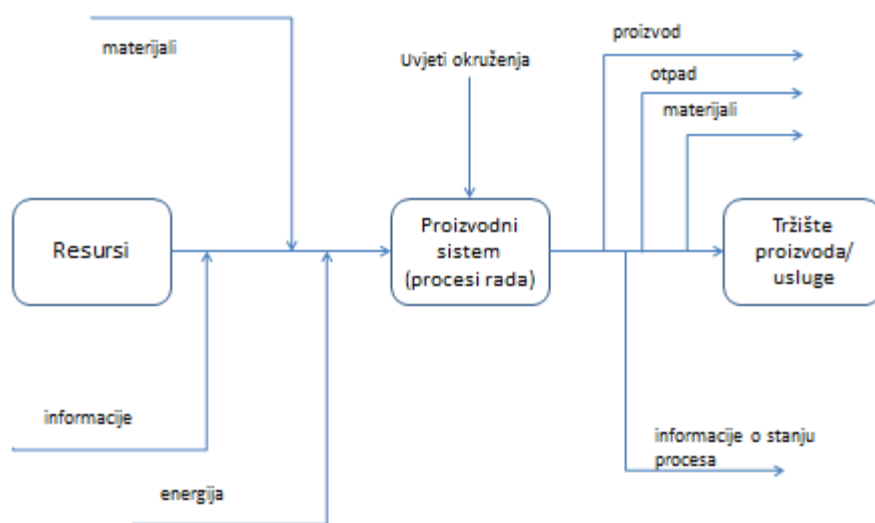 materijali
Uvjeti okruženja
proizvod
otpad
materijali
Resursi
Proizvodni
sistem
(procesi rada)
Tržište
proizvoda/
usluge
informacije
energija
informacije o stanju
procesa